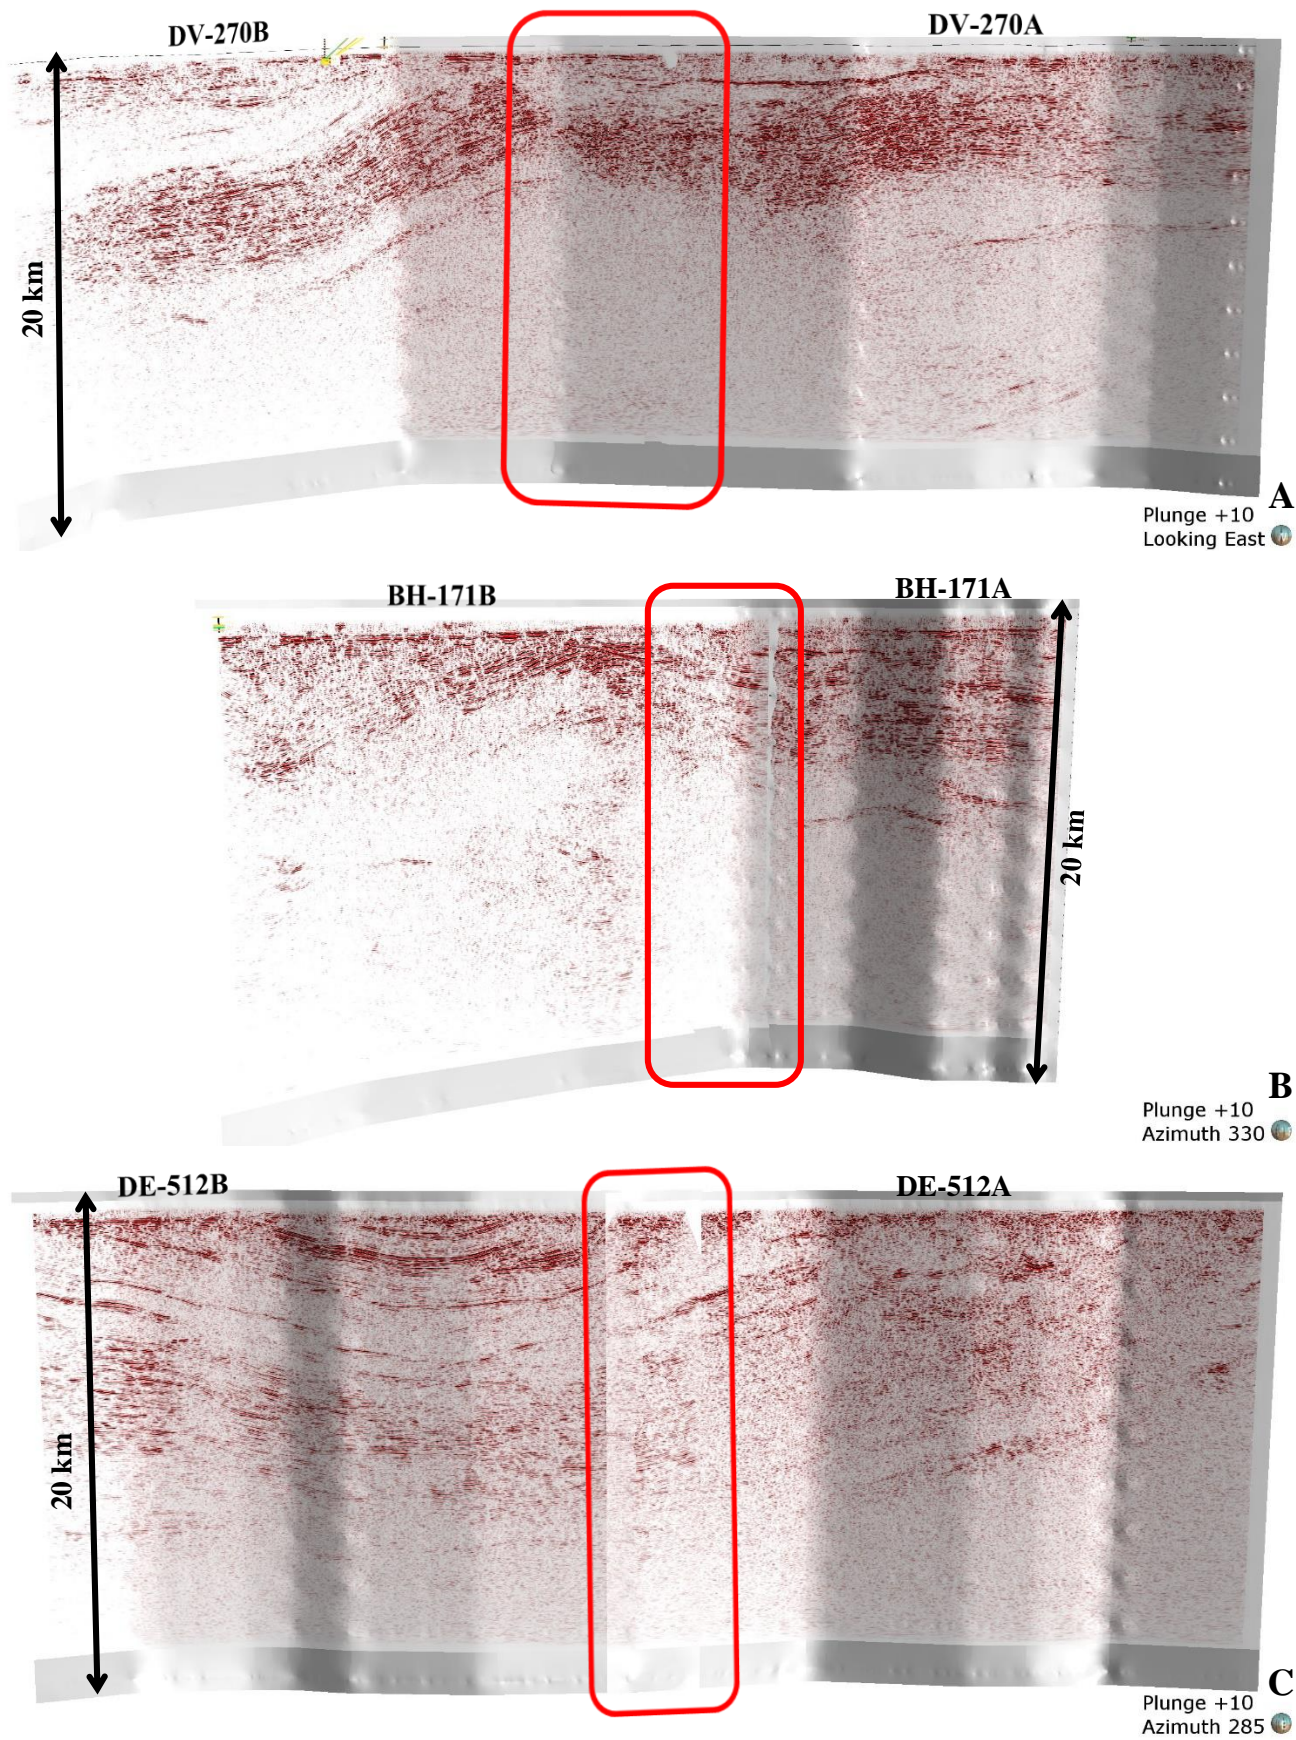 DV-270B
DV-270A
20 km
A
Plunge +10
Looking East
BH-171B
BH-171A
20 km
B
Plunge +10
Azimuth 330
DE-512B
DE-512A
20 km
C
Plunge +10
Azimuth 285